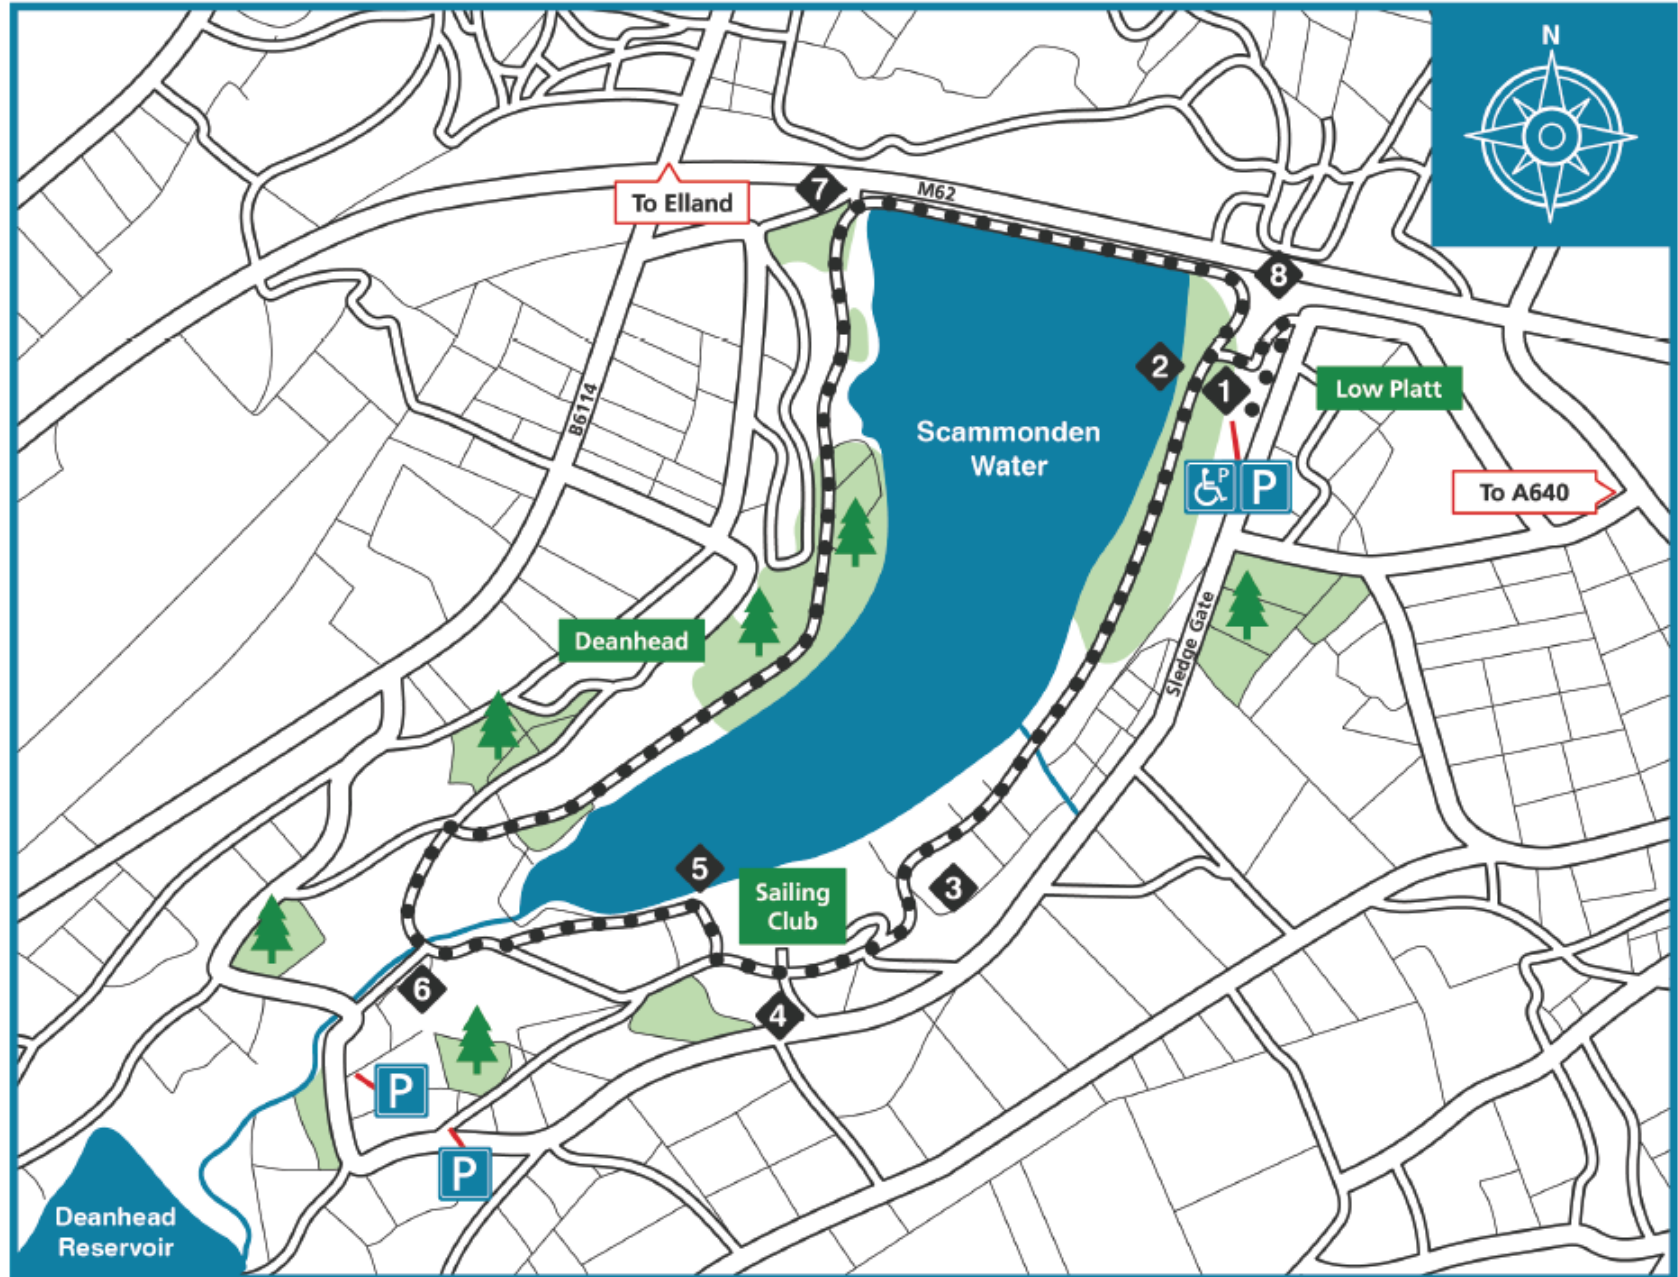 N
7
M62
To Elland
8
2
1
Low Platt
B6114
Scammonden
Water
P
P
To A640
Deanhead
Sledge Gate
5
Sailing
Club
3
6
4
P
P
Deanhead
Reservoir